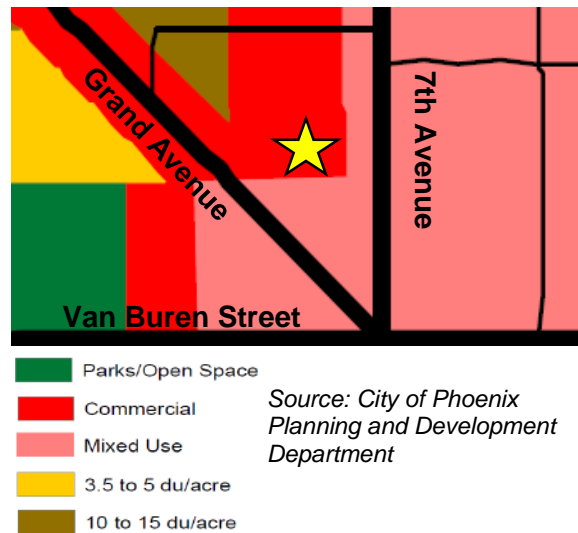 Grand Avenue
7th Avenue
Van Buren Street
Parks/Open Space
Commercial
Mixed Use
3.5 to 5 du/acre
10 to 15 du/acre
Source: City of Phoenix
Planning and Development
Department